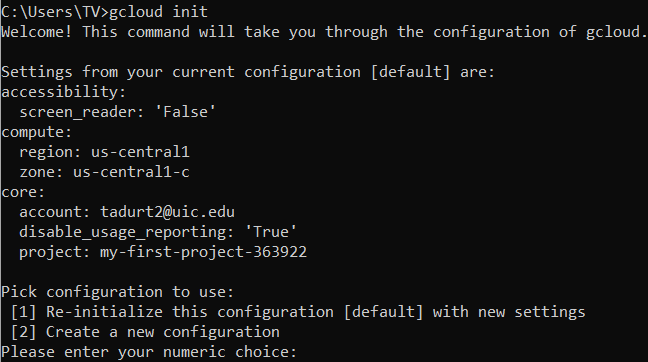 C:\Users\TV>gcloud init
Welcome! This command will take you through the configuration of gcloud.
Settings from your current configuration [default] are:
accessibility:
screen_reader: 'False'
compute:
region: us-central1
zone: us-central1-c
core:
account: tadurt2@uic.edu
disable_usage_reporting: 'True'
project: my-first-project-363922
Pick configuration to use:
[1] Re-initialize this configuration [default] with new settings
[2] Create a new configuration
Please enter your numeric choice: